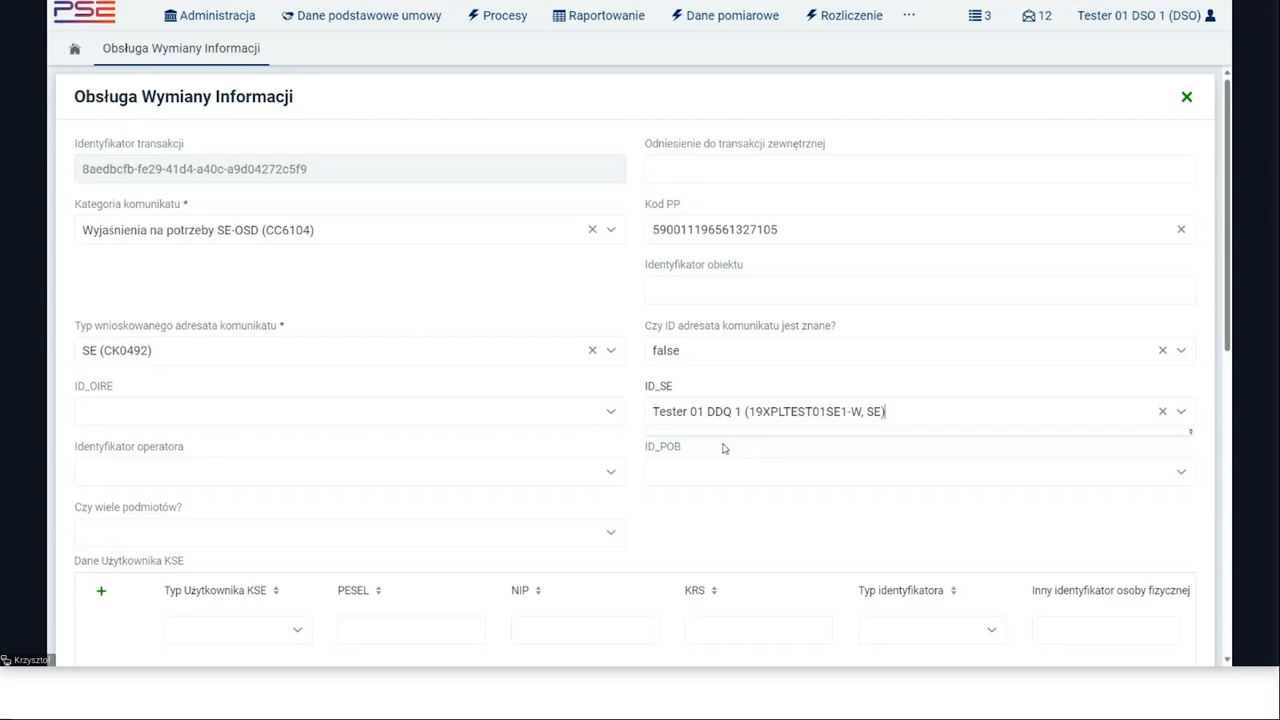 PSE
Administracja
Dane podstawowe umowy
Procesy
Raportowanie
Dane pomiarowe
Rozliczenie
...
3
12
Tester 01 DSO 1 (DSO)
Obsługa Wymiany Informacji
Obsługa Wymiany Informacji
Identyfikator transakcji
Odniesienie do transakcji zewnętrznej
8aedbcfb-fe29-41d4-a40c-a9d04272c5f9
Kategoria komunikatu *
Kod PP
Wyjaśnienia na potrzeby SE-OSD (CC6104)
590011196561327105
Identyfikator obiektu
Typ wnioskowanego adresata komunikatu *
Czy ID adresata komunikatu jest znane?
SE (CK0492)
false
ID_OIRE
ID_SE
Tester 01 DDQ 1 (19XPLTEST01SE1-W, SE)
Identyfikator operatora
ID_POB
Czy wiele podmiotów?
Dane Użytkownika KSE
Typ Użytkownika KSE
PESEL
NIP
KRS
Typ identyfikatora
Inny identyfikator osoby fizycznej
Krzysztof